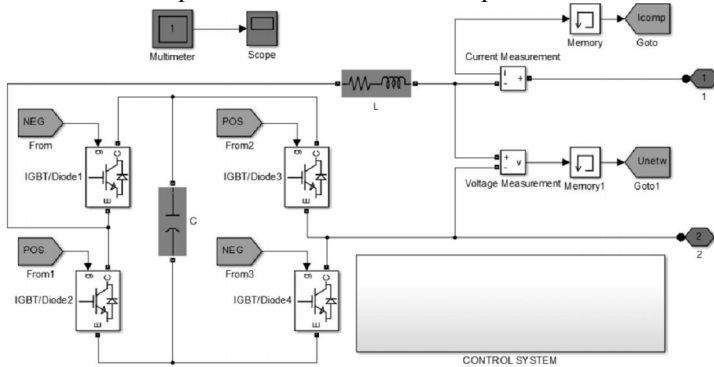 1
Multimeter
Scope
Memory
Icomp
Goto
Current Measurement
i
+
-
1
1
L
NEG
From
g
C
IGBT/Diode1
E
POS
From2
g
C
IGBT/Diode3
E
C
+
-
v
Voltage Measurement
Memory1
Unetw
Goto1
2
2
POS
From1
g
C
IGBT/Diode2
E
NEG
From3
g
C
IGBT/Diode4
E
CONTROL SYSTEM